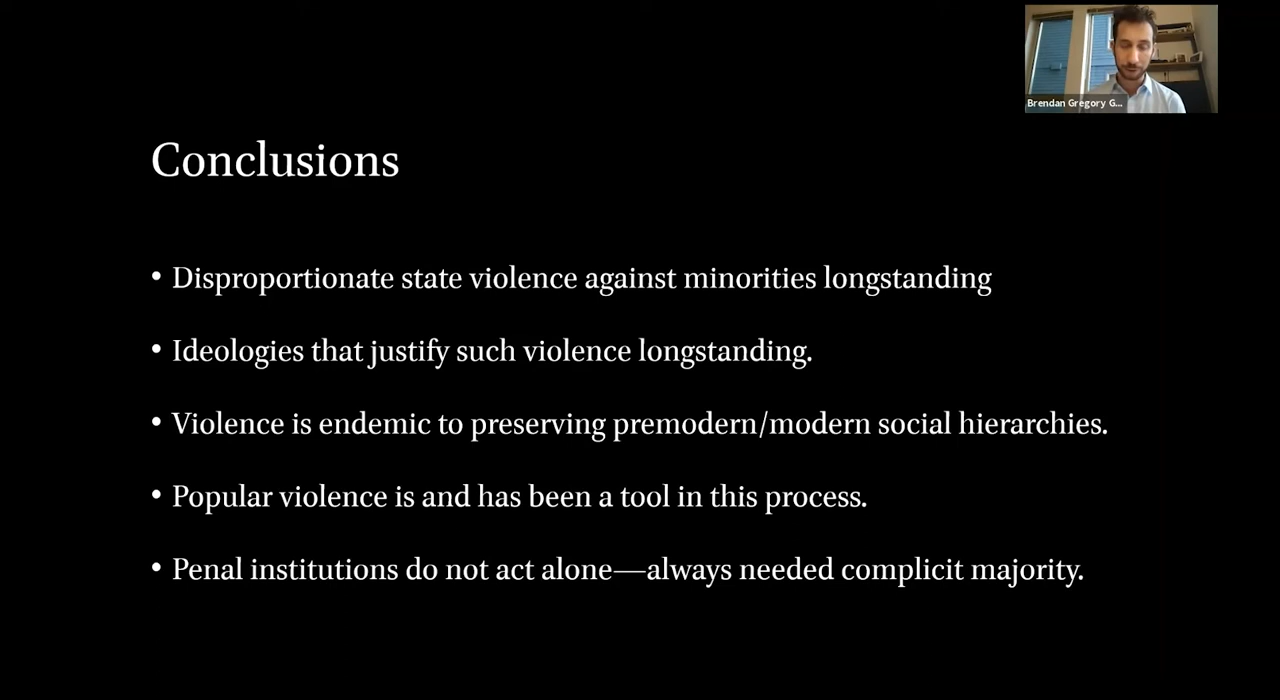 Brendan Gregory G...
Conclusions
• Disproportionate state violence against minorities longstanding
• Ideologies that justify such violence longstanding.
• Violence is endemic to preserving premodern/modern social hierarchies.
• Popular violence is and has been a tool in this process.
• Penal institutions do not act alone—always needed complicit majority.